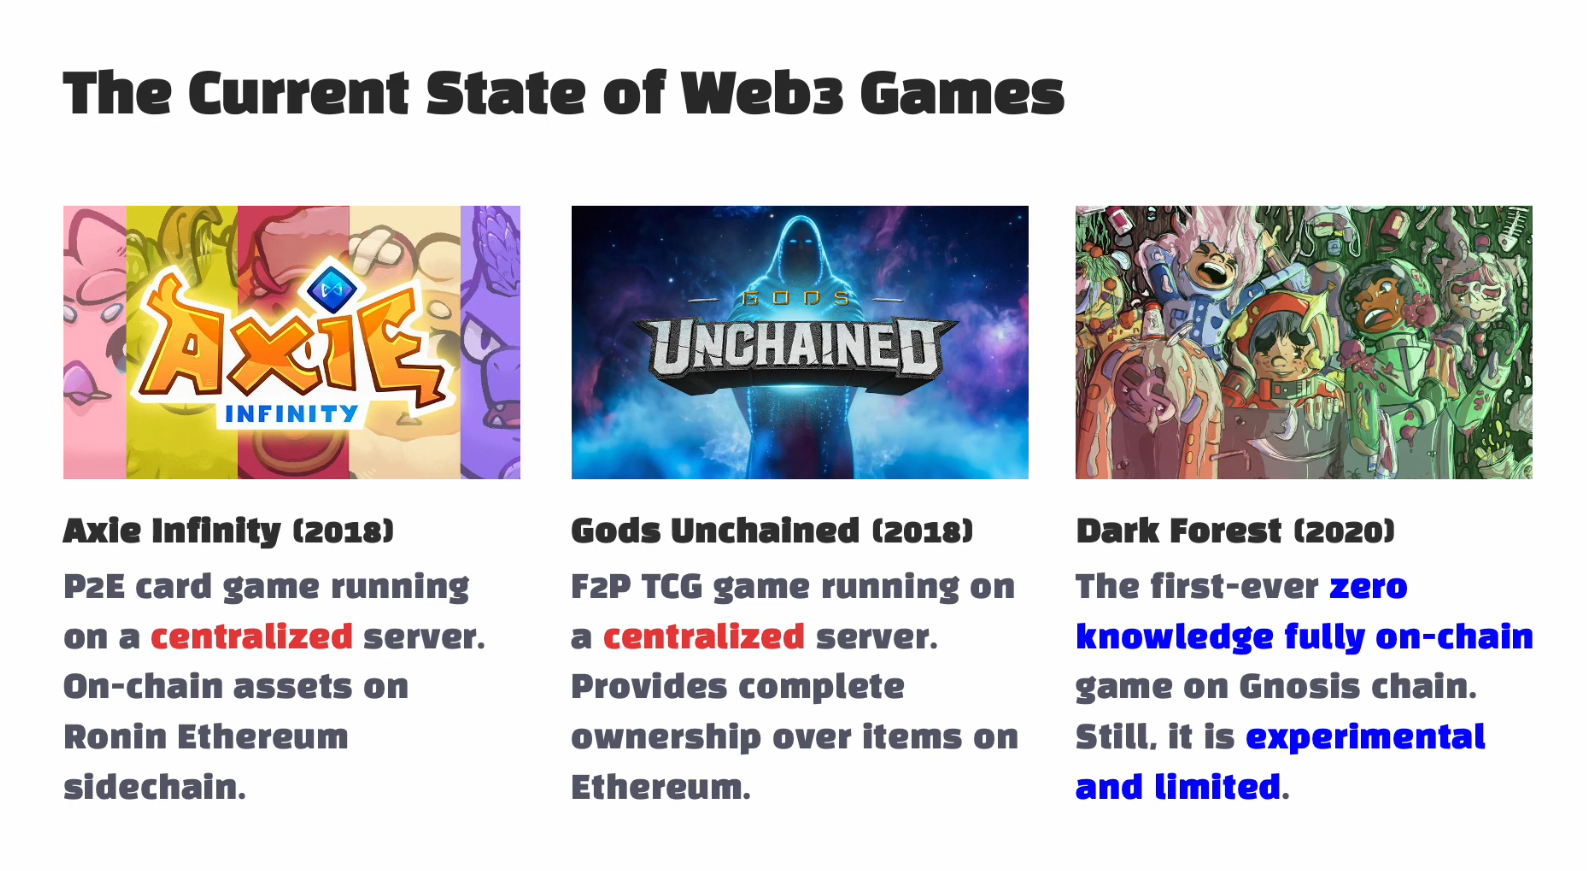 The Current State of Web3 Games
AXIE
INFINITY
GODS
UNCHAINED
Axie Infinity (2018)
P2E card game running
on a centralized server.
On-chain assets on
Ronin Ethereum
sidechain.
Gods Unchained (2018)
F2P TCG game running on
a centralized server.
Provides complete
ownership over items on
Ethereum.
Dark Forest (2020)
The first-ever zero
knowledge fully on-chain
game on Gnosis chain.
Still, it is experimental
and limited.